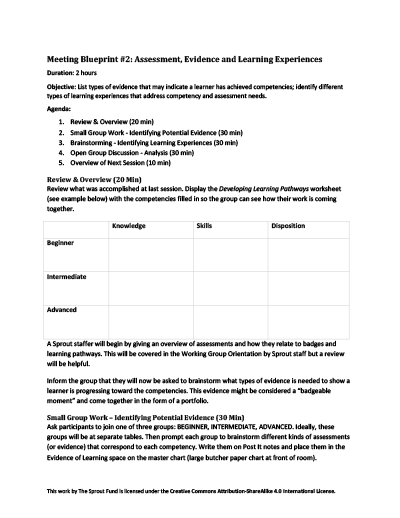 Meeting Blueprint #2: Assessment, Evidence and Learning Experiences
Duration: 2 hours
Objective: List types of evidence that may indicate a learner has achieved competencies; identify different
types of learning experiences that address competency and assessment needs.
Agenda:
1. Review & Overview (20 min)
2. Small Group Work - Identifying Potential Evidence (30 min)
3. Brainstorming - Identifying Learning Experiences (30 min)
4. Open Group Discussion - Analysis (30 min)
5. Overview of Next Session (10 min)
Review & Overview (20 Min)
Review what was accomplished at last session. Display the Developing Learning Pathways worksheet
(see example below) with the competencies filled in so the group can see how their work is coming
together.
Knowledge Skills Disposition
Beginner
Intermediate
Advanced
A Sprout staffer will begin by giving an overview of assessments and how they relate to badges and
learning pathways. This will be covered in the Working Group Orientation by Sprout staff but a review
will be helpful.
Inform the group that they will now be asked to brainstorm what types of evidence is needed to show a
learner is progressing toward the competencies. This evidence might be considered a “badgeable
moment” and come together in the form of a portfolio.
Small Group Work – Identifying Potential Evidence (30 Min)
Ask participants to join one of three groups: BEGINNER, INTERMEDIATE, ADVANCED. Ideally, these
groups will be at separate tables. Then prompt each group to brainstorm different kinds of assessments
(or evidence) that correspond to each competency. Write them on Post It notes and place them in the
Evidence of Learning space on the master chart (large butcher paper chart at front of room).
This work by The Sprout Fund is licensed under the Creative Commons Attribution-ShareAlike 4.0 International License.